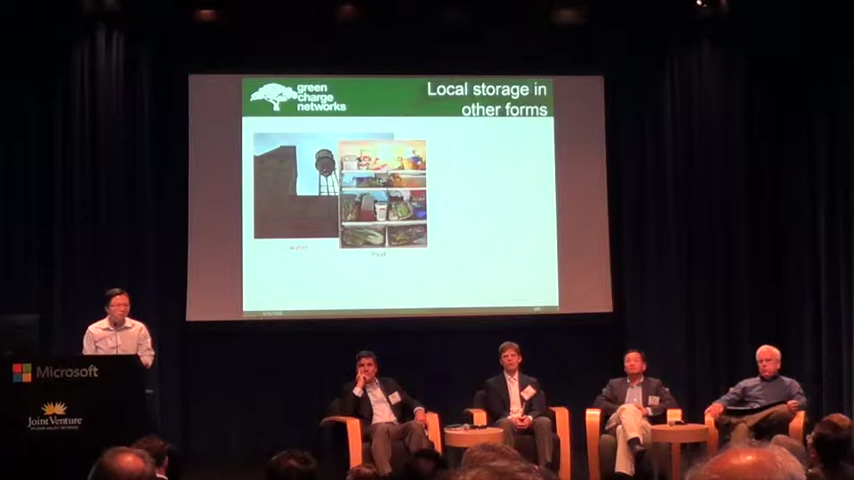 green
charge
networks
Local storage in
other forms
water
food
Microsoft
Joint Venture